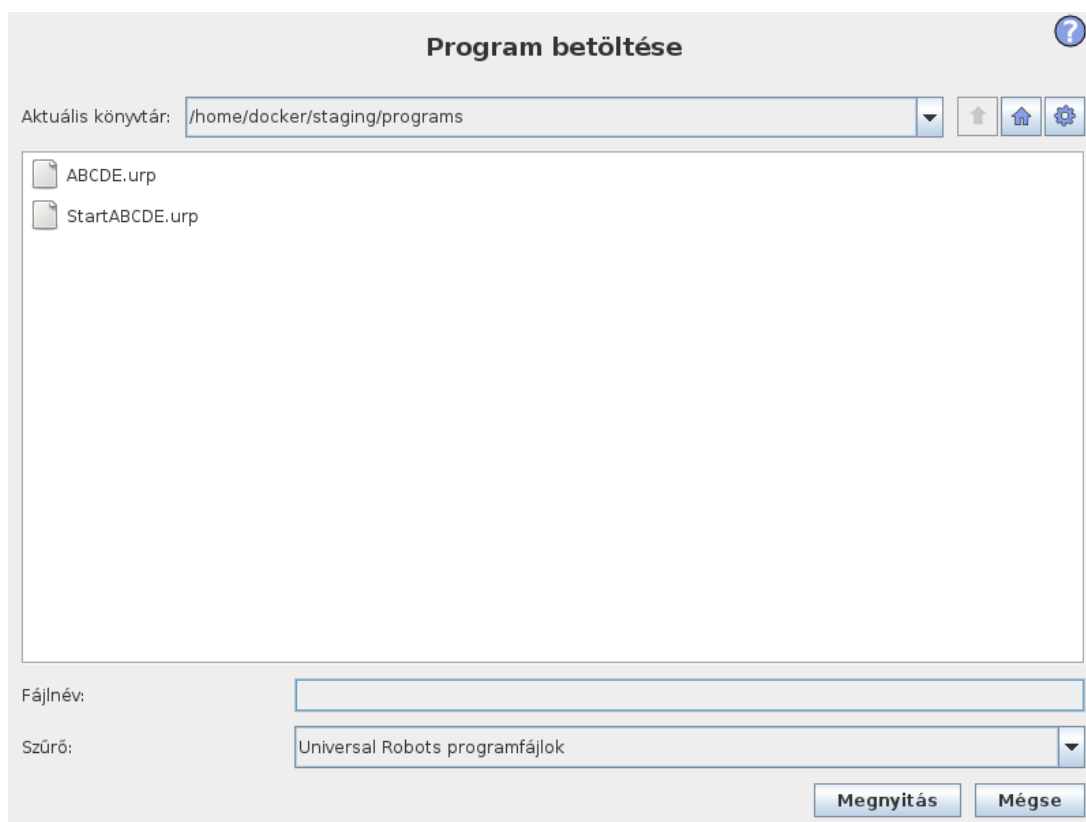 Program betöltése
Aktuális könyvtár: /home/docker/staging/programs
ABCDE.urp
StartABCDE.urp
Fájlnév:
Szűrő: Universal Robots programfájlok
Megnyitás Mégse